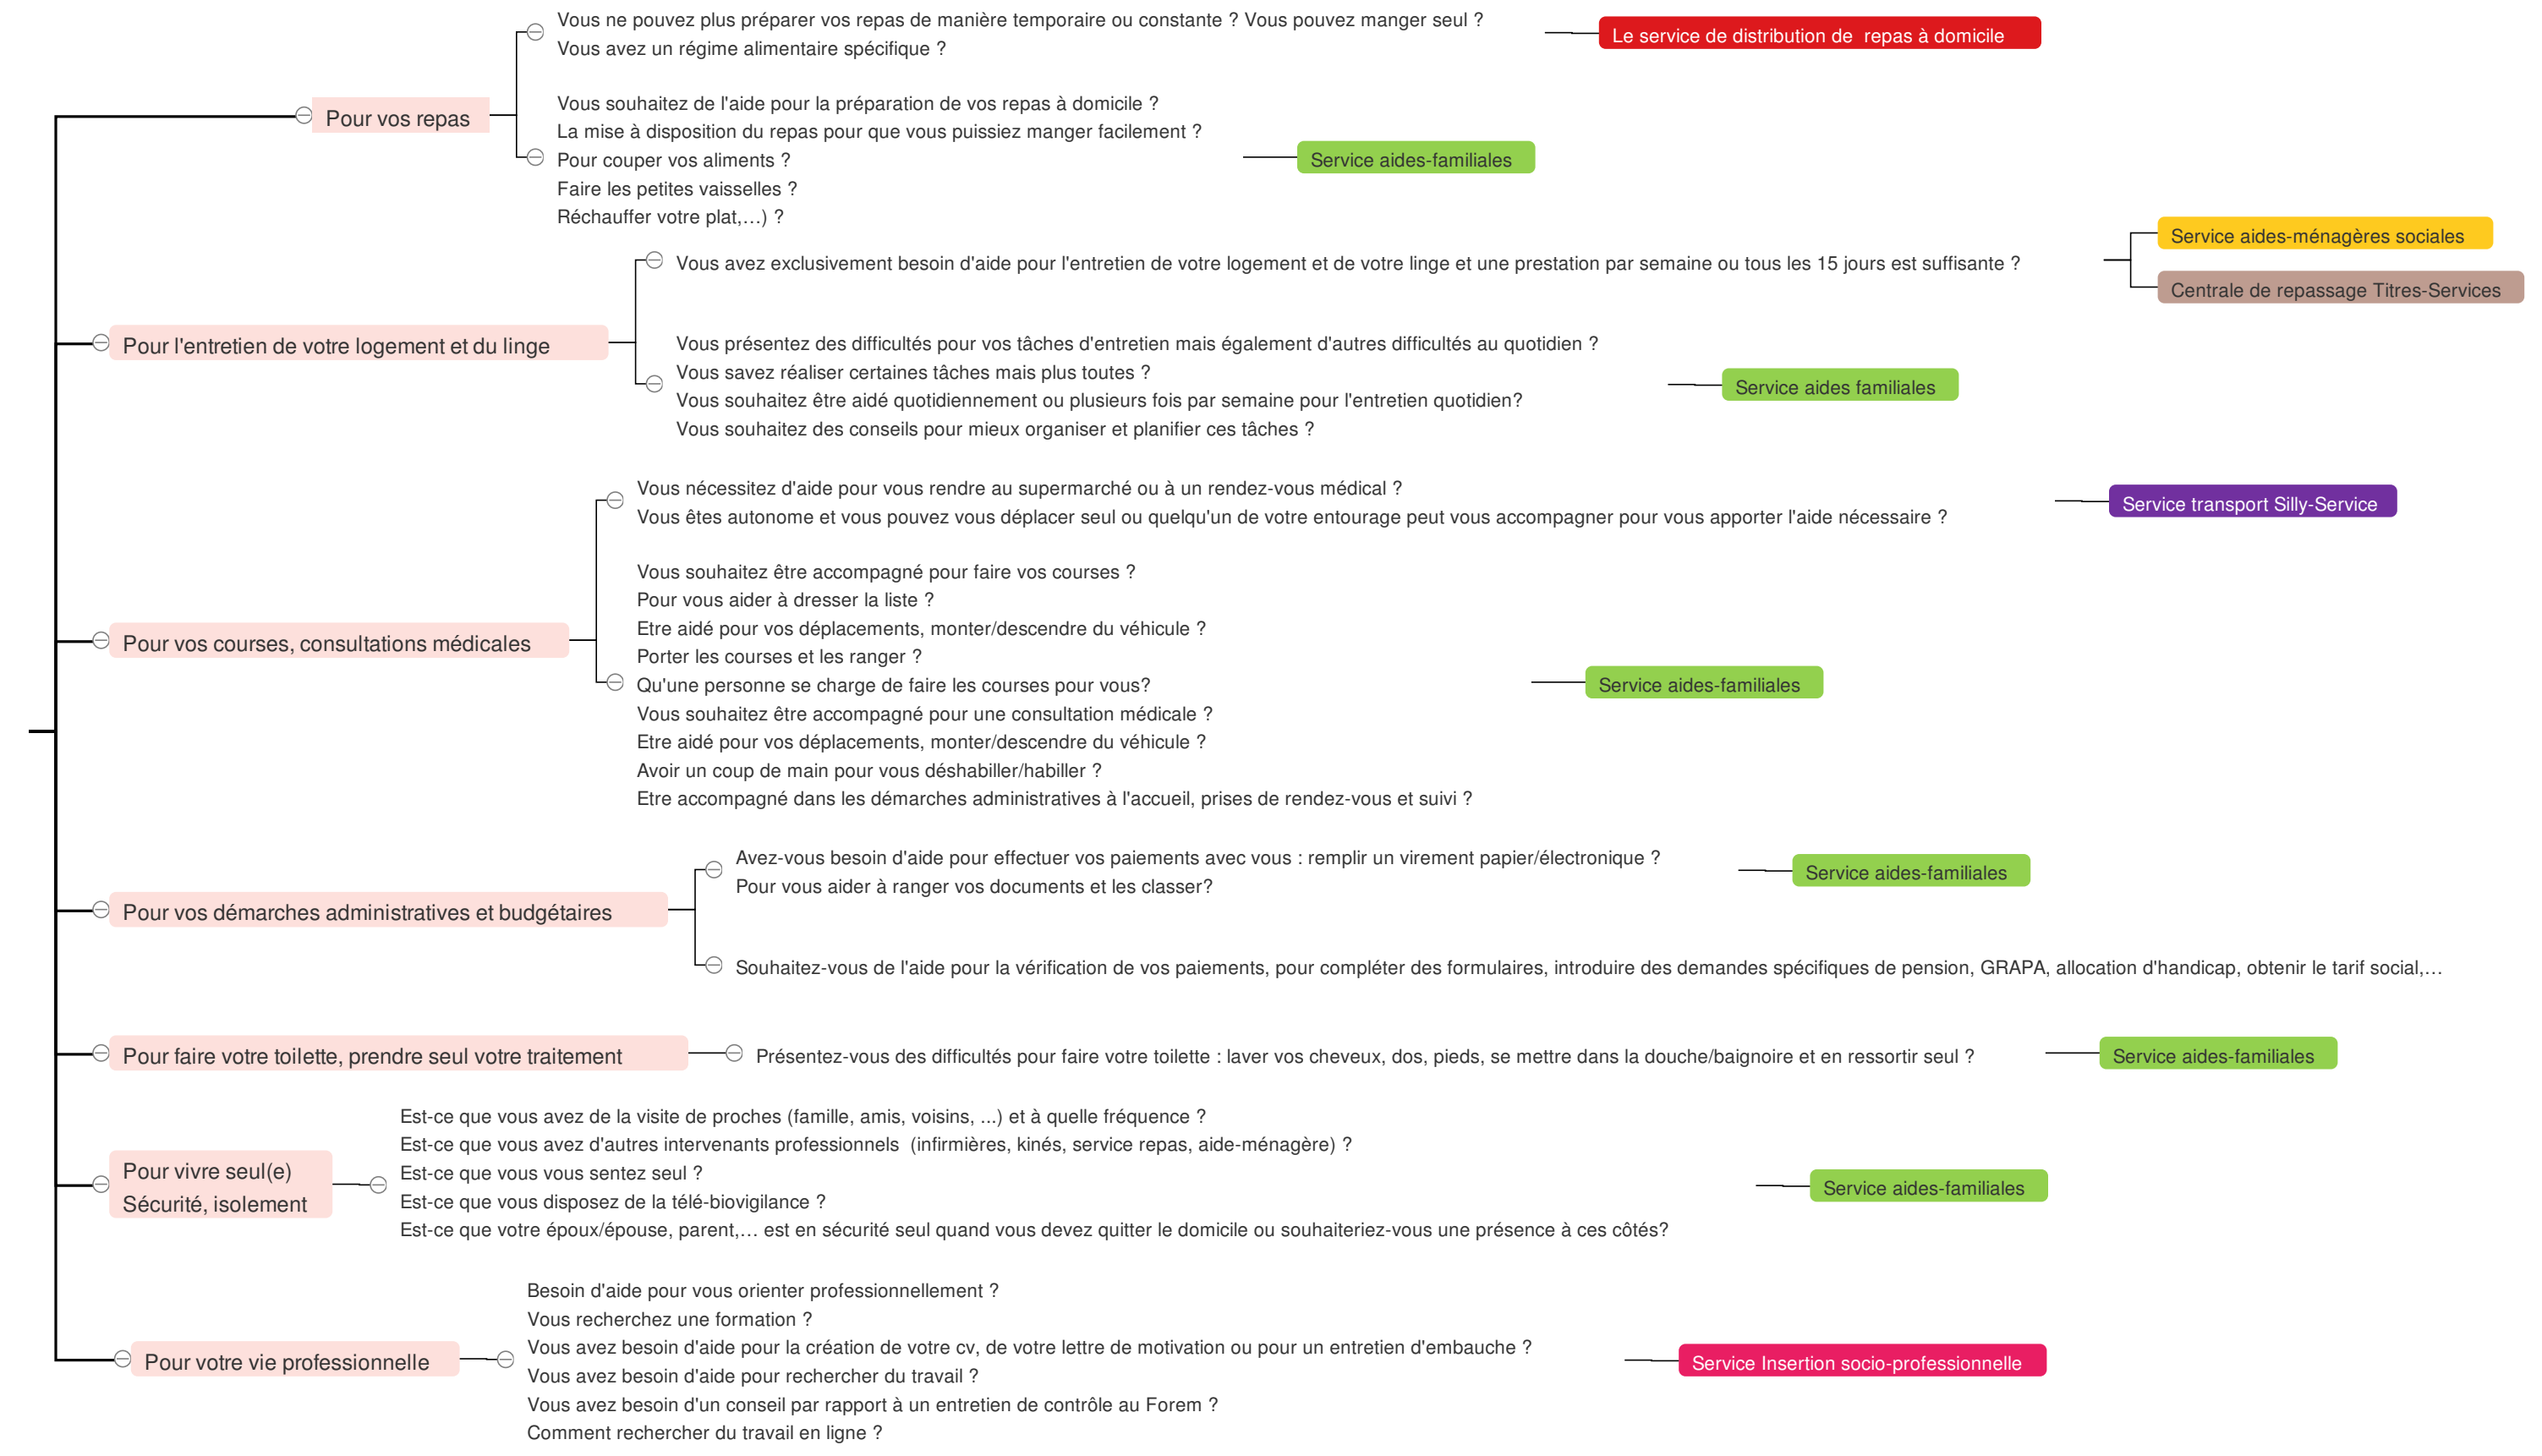 Pour vos repas
Vous ne pouvez plus préparer vos repas de manière temporaire ou constante ? Vous pouvez manger seul ?
Vous avez un régime alimentaire spécifique ?
Le service de distribution de  repas à domicile
Vous souhaitez de l'aide pour la préparation de vos repas à domicile ?
La mise à disposition du repas pour que vous puissiez manger facilement ?
Pour couper vos aliments ?
Faire les petites vaisselles ?
Réchauffer votre plat,…) ?
Service aides-familiales
Pour l'entretien de votre logement et du linge
Vous avez exclusivement besoin d'aide pour l'entretien de votre logement et de votre linge et une prestation par semaine ou tous les 15 jours est suffisante ?
Service aides-ménagères sociales
Centrale de repassage Titres-Services
Vous présentez des difficultés pour vos tâches d'entretien mais également d'autres difficultés au quotidien ?
Vous savez réaliser certaines tâches mais plus toutes ?
Vous souhaitez être aidé quotidiennement ou plusieurs fois par semaine pour l'entretien quotidien?
Vous souhaitez des conseils pour mieux organiser et planifier ces tâches ?
Service aides familiales
Pour vos courses, consultations médicales
Vous nécessitez d'aide pour vous rendre au supermarché ou à un rendez-vous médical ?
Vous êtes autonome et vous pouvez vous déplacer seul ou quelqu'un de votre entourage peut vous accompagner pour vous apporter l'aide nécessaire ?
Service transport Silly-Service
Vous souhaitez être accompagné pour faire vos courses ?
Pour vous aider à dresser la liste ?
Etre aidé pour vos déplacements, monter/descendre du véhicule ?
Porter les courses et les ranger ?
Qu'une personne se charge de faire les courses pour vous?
Vous souhaitez être accompagné pour une consultation médicale ?
Etre aidé pour vos déplacements, monter/descendre du véhicule ?
Avoir un coup de main pour vous déshabiller/habiller ?
Etre accompagné dans les démarches administratives à l'accueil, prises de rendez-vous et suivi ?
Service aides-familiales
Pour vos démarches administratives et budgétaires
Avez-vous besoin d'aide pour effectuer vos paiements avec vous : remplir un virement papier/électronique ?
Pour vous aider à ranger vos documents et les classer?
Service aides-familiales
Souhaitez-vous de l'aide pour la vérification de vos paiements, pour compléter des formulaires, introduire des demandes spécifiques de pension, GRAPA, allocation d'handicap, obtenir le tarif social,…
Pour faire votre toilette, prendre seul votre traitement
Présentez-vous des difficultés pour faire votre toilette : laver vos cheveux, dos, pieds, se mettre dans la douche/baignoire et en ressortir seul ?
Service aides-familiales
Pour vivre seul(e)
Sécurité, isolement
Est-ce que vous avez de la visite de proches (famille, amis, voisins, ...) et à quelle fréquence ?
Est-ce que vous avez d'autres intervenants professionnels  (infirmières, kinés, service repas, aide-ménagère) ?
Est-ce que vous vous sentez seul ?
Est-ce que vous disposez de la télé-biovigilance ?
Est-ce que votre époux/épouse, parent,… est en sécurité seul quand vous devez quitter le domicile ou souhaiteriez-vous une présence à ces côtés?
Service aides-familiales
Pour votre vie professionnelle
Besoin d'aide pour vous orienter professionnellement ?
Vous recherchez une formation ?
Vous avez besoin d'aide pour la création de votre cv, de votre lettre de motivation ou pour un entretien d'embauche ?
Vous avez besoin d'aide pour rechercher du travail ?
Vous avez besoin d'un conseil par rapport à un entretien de contrôle au Forem ?
Comment rechercher du travail en ligne ?
Service Insertion socio-professionnelle